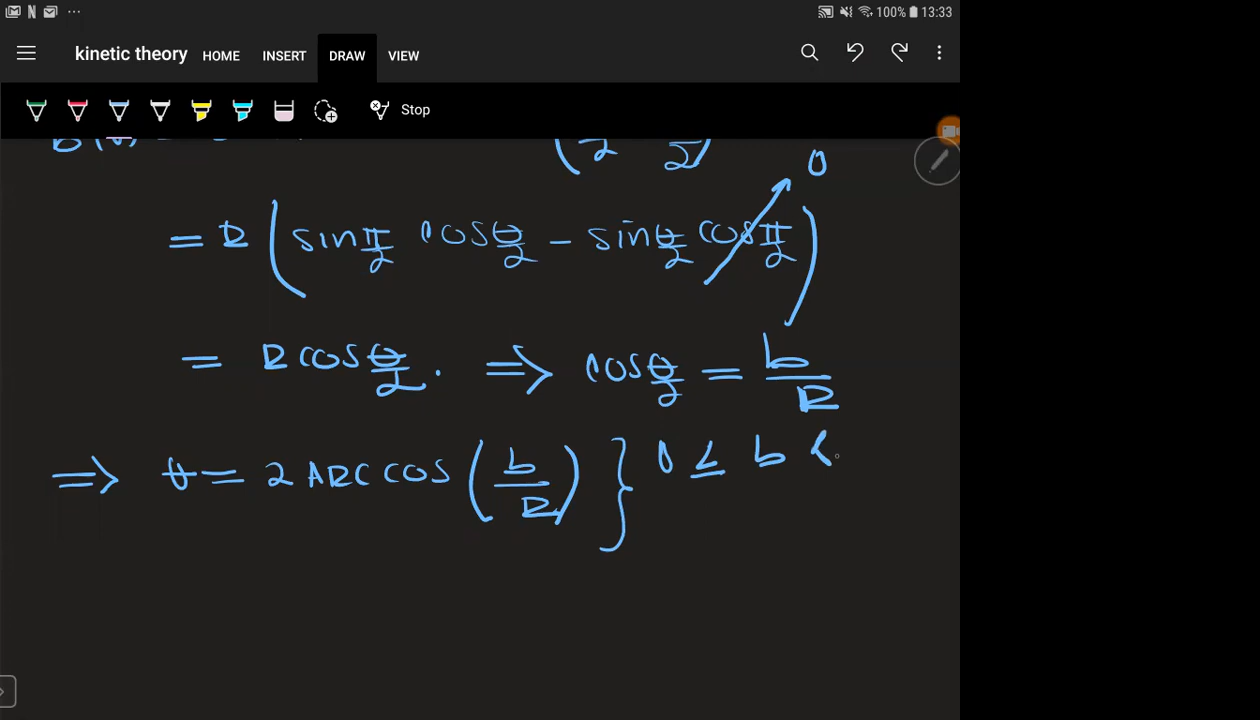 100% 13:33
kinetic theory HOME INSERT DRAW VIEW
Stop
0
= R ( sin π/2 cos θ/2 − sin θ/2 cos π/2 )
= R cos θ/2 . ⇒ cos θ/2 = b/R
⇒ θ = 2 ARC COS ( b/R ) } 0 ≤ b <